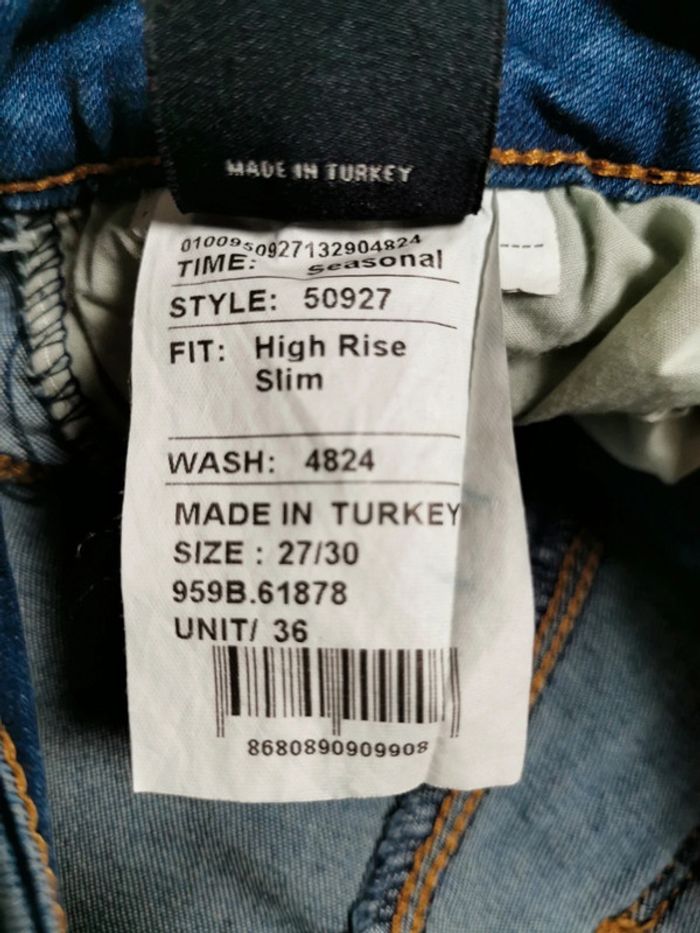 MADE IN TURKEY
0100950927132904824
TIME: Seasonal
STYLE: 50927
FIT: High Rise
Slim
WASH: 4824
MADE IN TURKEY
SIZE : 27/30
959B.61878
UNIT/ 36
8680890909908